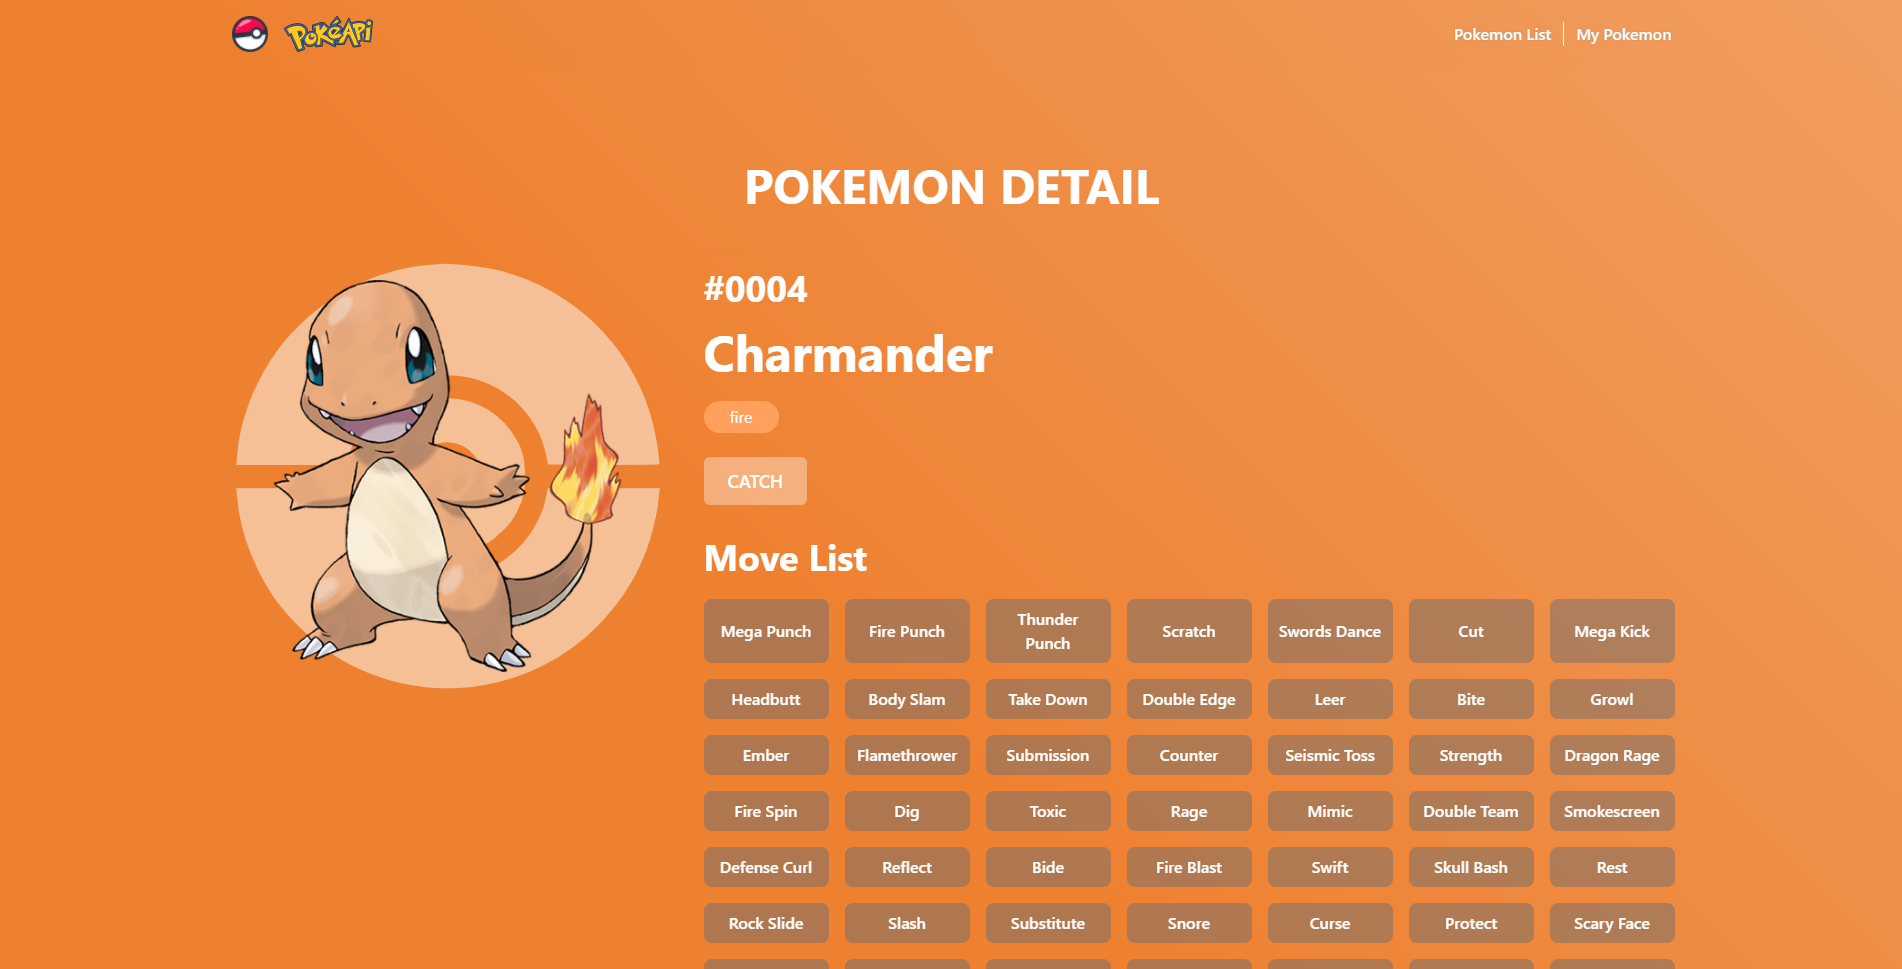 PokéAPI
Pokemon List
My Pokemon
POKEMON DETAIL
#0004
Charmander
fire
CATCH
Move List
Mega Punch
Fire Punch
Thunder
Punch
Scratch
Swords Dance
Cut
Mega Kick
Headbutt
Body Slam
Take Down
Double Edge
Leer
Bite
Growl
Ember
Flamethrower
Submission
Counter
Seismic Toss
Strength
Dragon Rage
Fire Spin
Dig
Toxic
Rage
Mimic
Double Team
Smokescreen
Defense Curl
Reflect
Bide
Fire Blast
Swift
Skull Bash
Rest
Rock Slide
Slash
Substitute
Snore
Curse
Protect
Scary Face